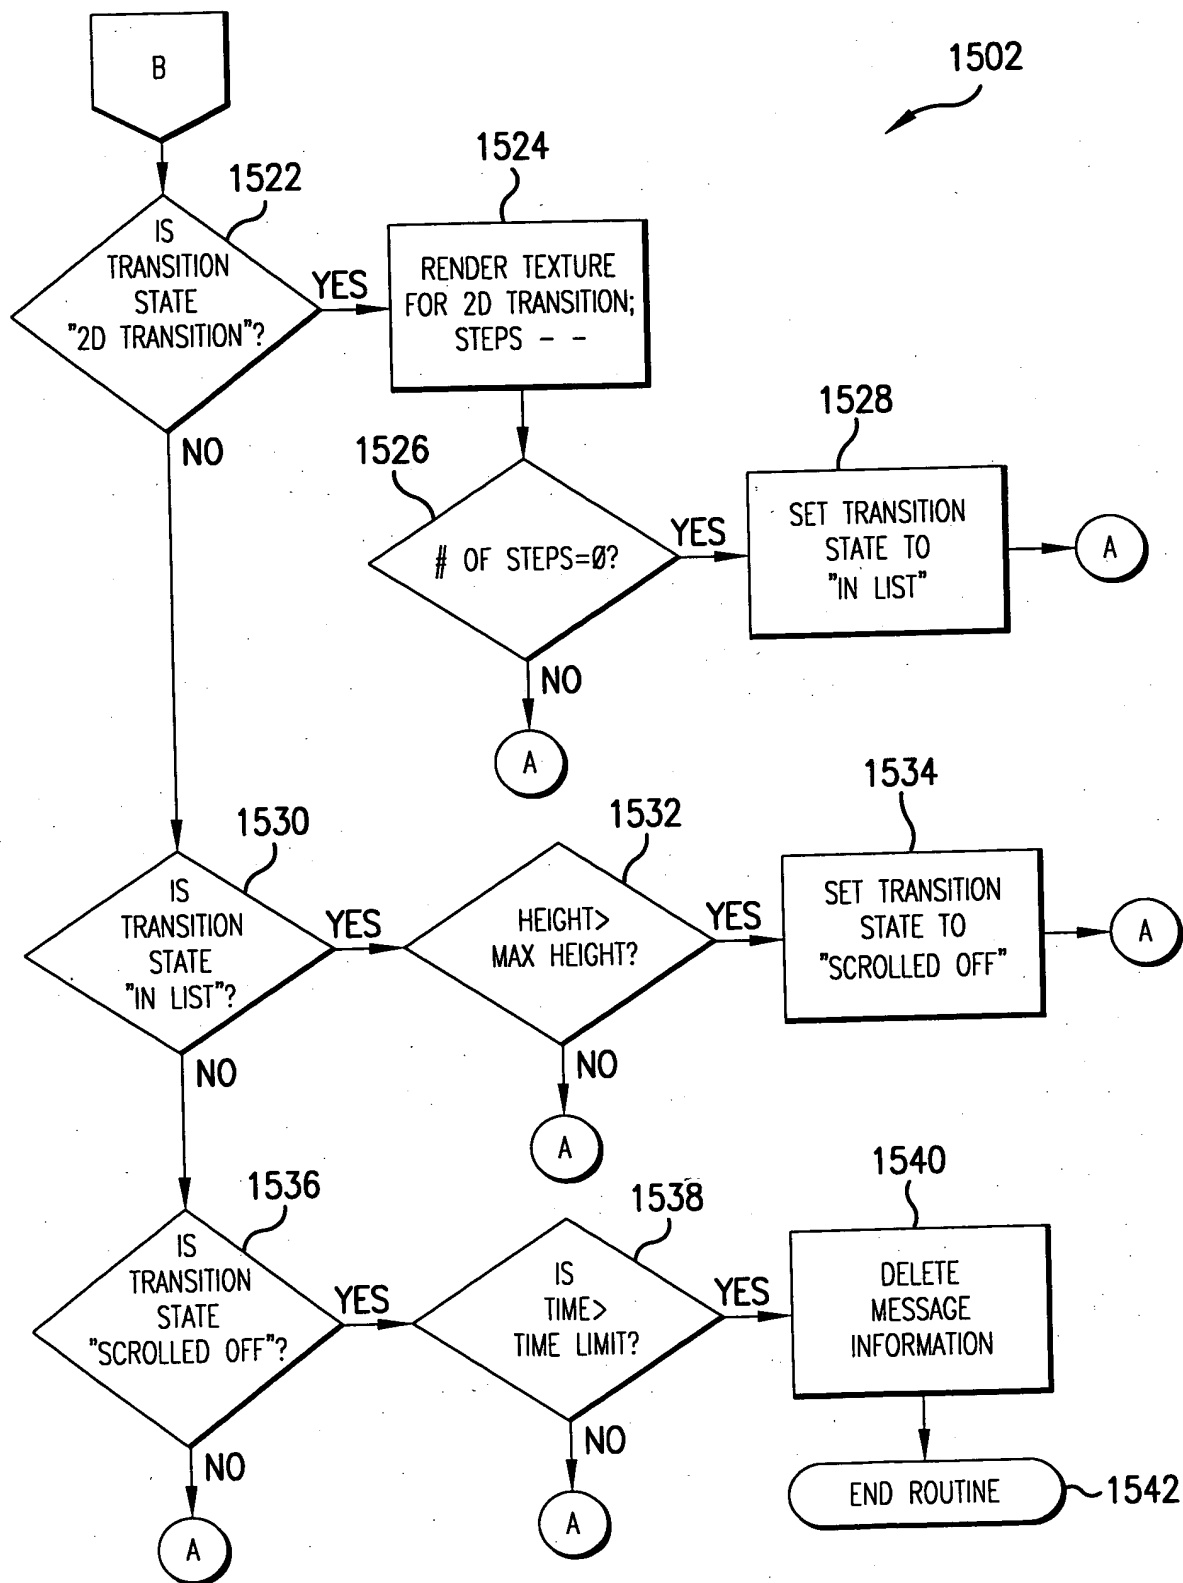 B
1502
1522
IS
TRANSITION
STATE
"2D TRANSITION"?
YES
NO
1524
RENDER TEXTURE
FOR 2D TRANSITION;
STEPS - -
1526
# OF STEPS=Ø?
YES
NO
A
1528
SET TRANSITION
STATE TO
"IN LIST"
A
1530
IS
TRANSITION
STATE
"IN LIST"?
YES
NO
1532
HEIGHT>
MAX HEIGHT?
YES
NO
A
1534
SET TRANSITION
STATE TO
"SCROLLED OFF"
A
1536
IS
TRANSITION
STATE
"SCROLLED OFF"?
YES
NO
A
1538
IS
TIME>
TIME LIMIT?
YES
NO
A
1540
DELETE
MESSAGE
INFORMATION
END ROUTINE
1542